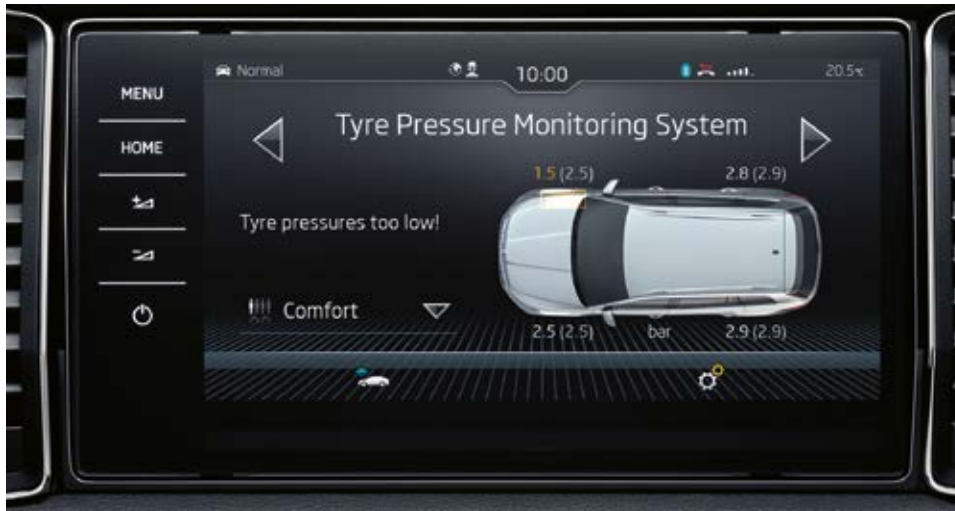 MENU
HOME
Normal
10:00
20.5°C
Tyre Pressure Monitoring System
1.5 (2.5)
2.8 (2.9)
Tyre pressures too low!
Comfort
2.5 (2.5)
bar
2.9 (2.9)